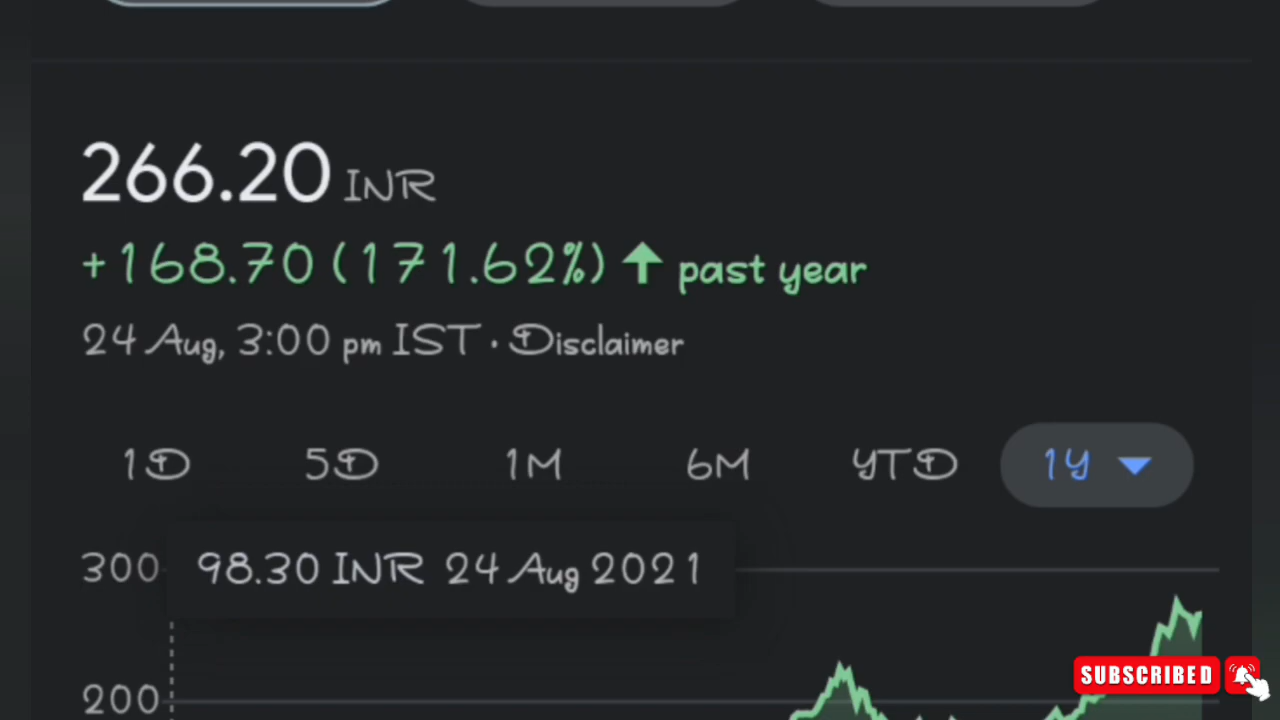 266.20 INR
+168.70 (171.62%) ↑ past year
24 Aug, 3:00 pm IST · Disclaimer
1D 5D 1M 6M YTD 1Y
300 98.30 INR 24 Aug 2021
200
SUBSCRIBED